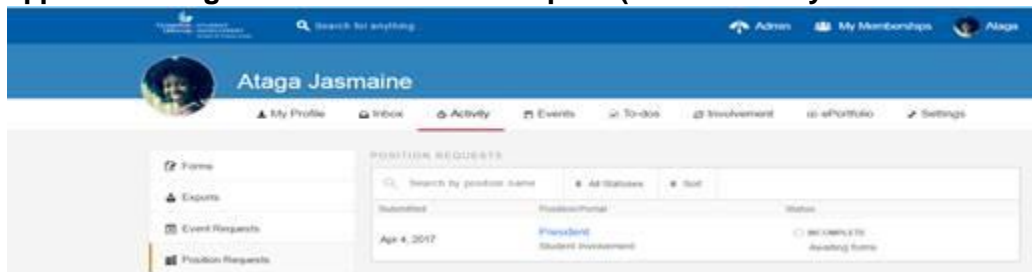 Search for anything
Admin
My Memberships
Ataga
Ataga Jasmaine
My Profile
Inbox
Activity
Events
To-dos
Involvement
ePortfolio
Settings
Forms
Exports
Event Requests
Position Requests
POSITION REQUESTS
Search by position name
All Statuses
Sort
Submitted
Position/Portal
Status
Apr 4, 2017
President
Student Involvement
INCOMPLETE
Awaiting forms